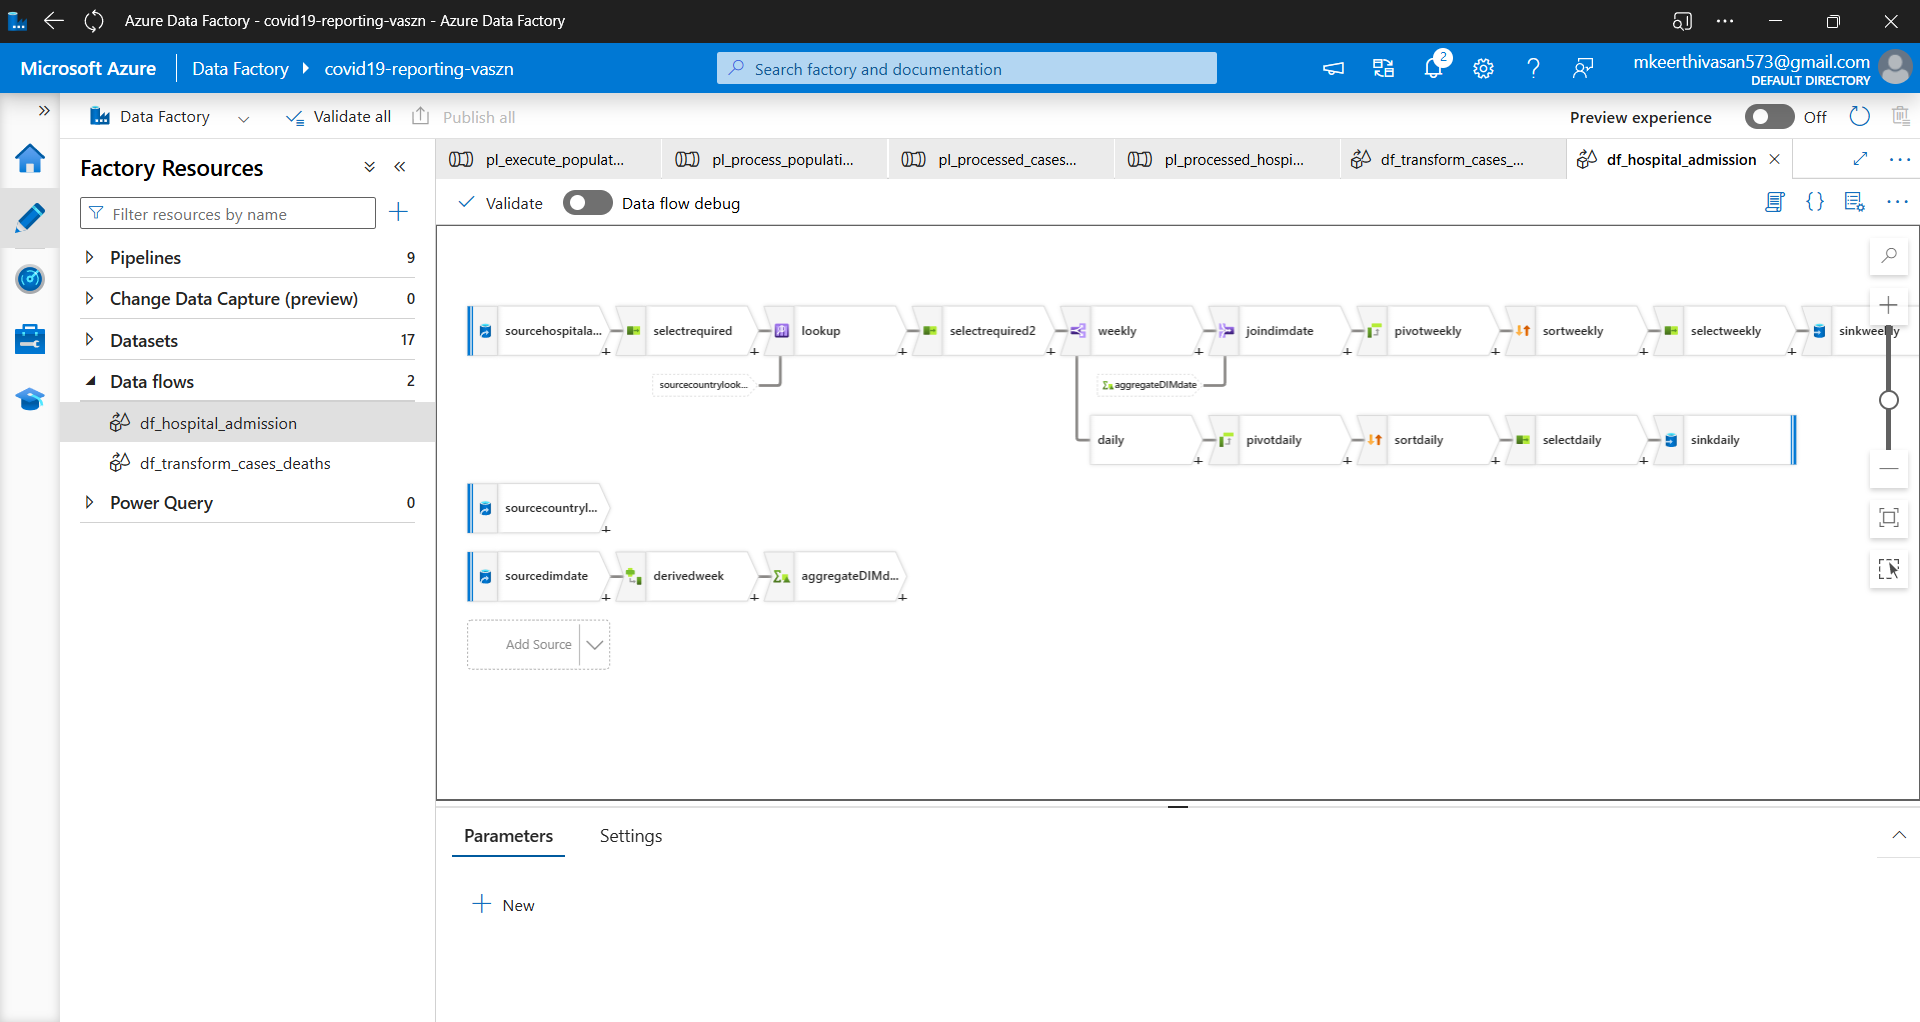 Azure Data Factory - covid19-reporting-vaszn - Azure Data Factory
Microsoft Azure
Data Factory
covid19-reporting-vaszn
Search factory and documentation
2
mkeerthivasan573@gmail.com
DEFAULT DIRECTORY
Data Factory
Validate all
Publish all
Preview experience
Off
Factory Resources
Filter resources by name
Pipelines 9
Change Data Capture (preview) 0
Datasets 17
Data flows 2
df_hospital_admission
df_transform_cases_deaths
Power Query 0
pl_execute_populat...
pl_process_populati...
pl_processed_cases...
pl_processed_hospi...
df_transform_cases_...
df_hospital_admission
Validate
Data flow debug
sourcehospitala...
selectrequired
lookup
selectrequired2
weekly
joindimdate
pivotweekly
sortweekly
selectweekly
sinkweekly
sourcecountrylook...
aggregateDIMdate
daily
pivotdaily
sortdaily
selectdaily
sinkdaily
sourcecountryl...
sourcedimdate
derivedweek
aggregateDIMd...
Add Source
Parameters
Settings
New